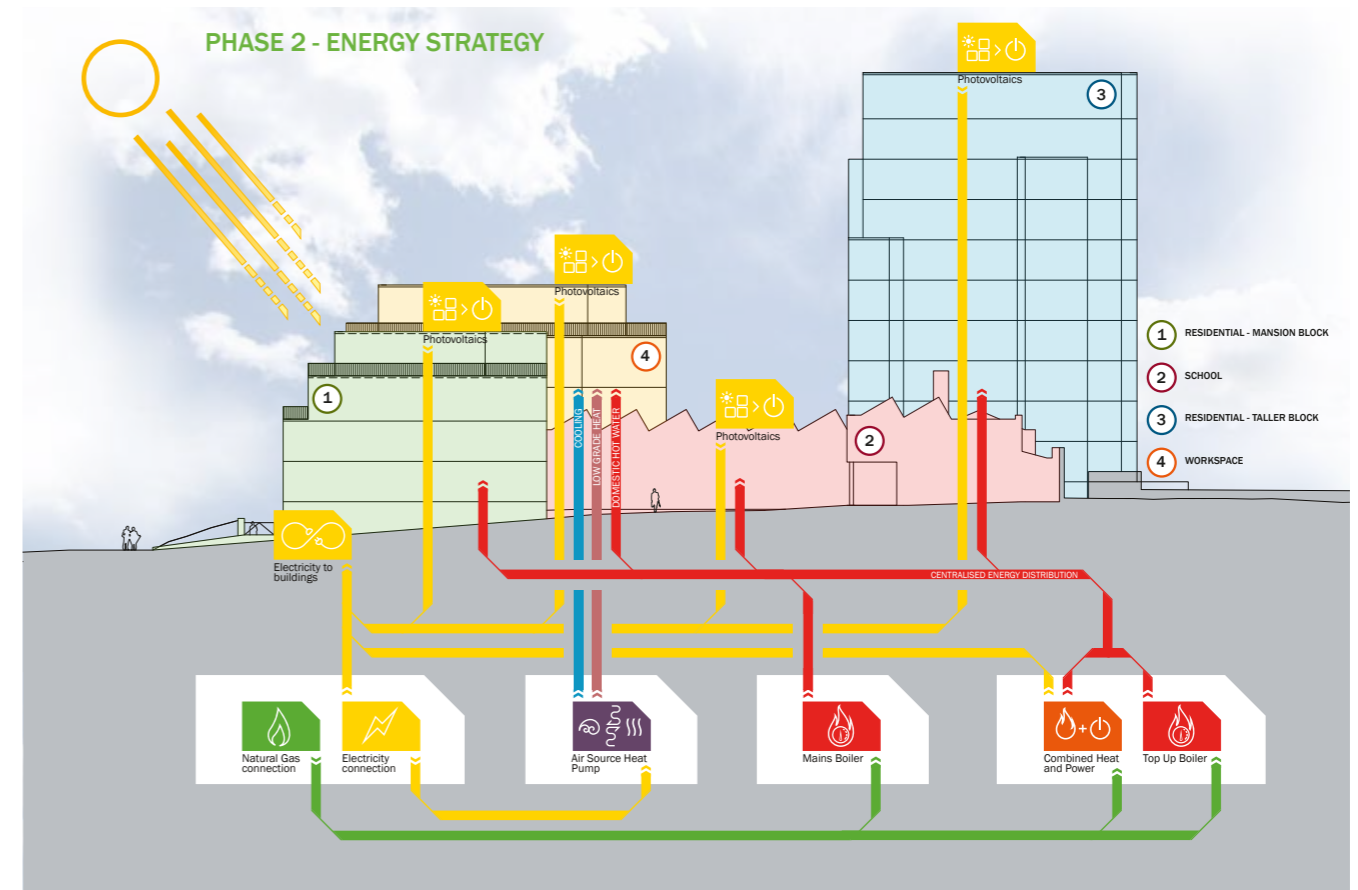 PHASE 2 - ENERGY STRATEGY
Photovoltaics
3
Photovoltaics
Photovoltaics
4
1
1 RESIDENTIAL - MANSION BLOCK
2 SCHOOL
3 RESIDENTIAL - TALLER BLOCK
4 WORKSPACE
Photovoltaics
2
COOLING
LOW GRADE HEAT
DOMESTIC HOT WATER
Electricity to
buildings
CENTRALISED ENERGY DISTRIBUTION
Natural Gas
connection
Electricity
connection
Air Source Heat
Pump
Mains Boiler
Combined Heat
and Power
Top Up Boiler